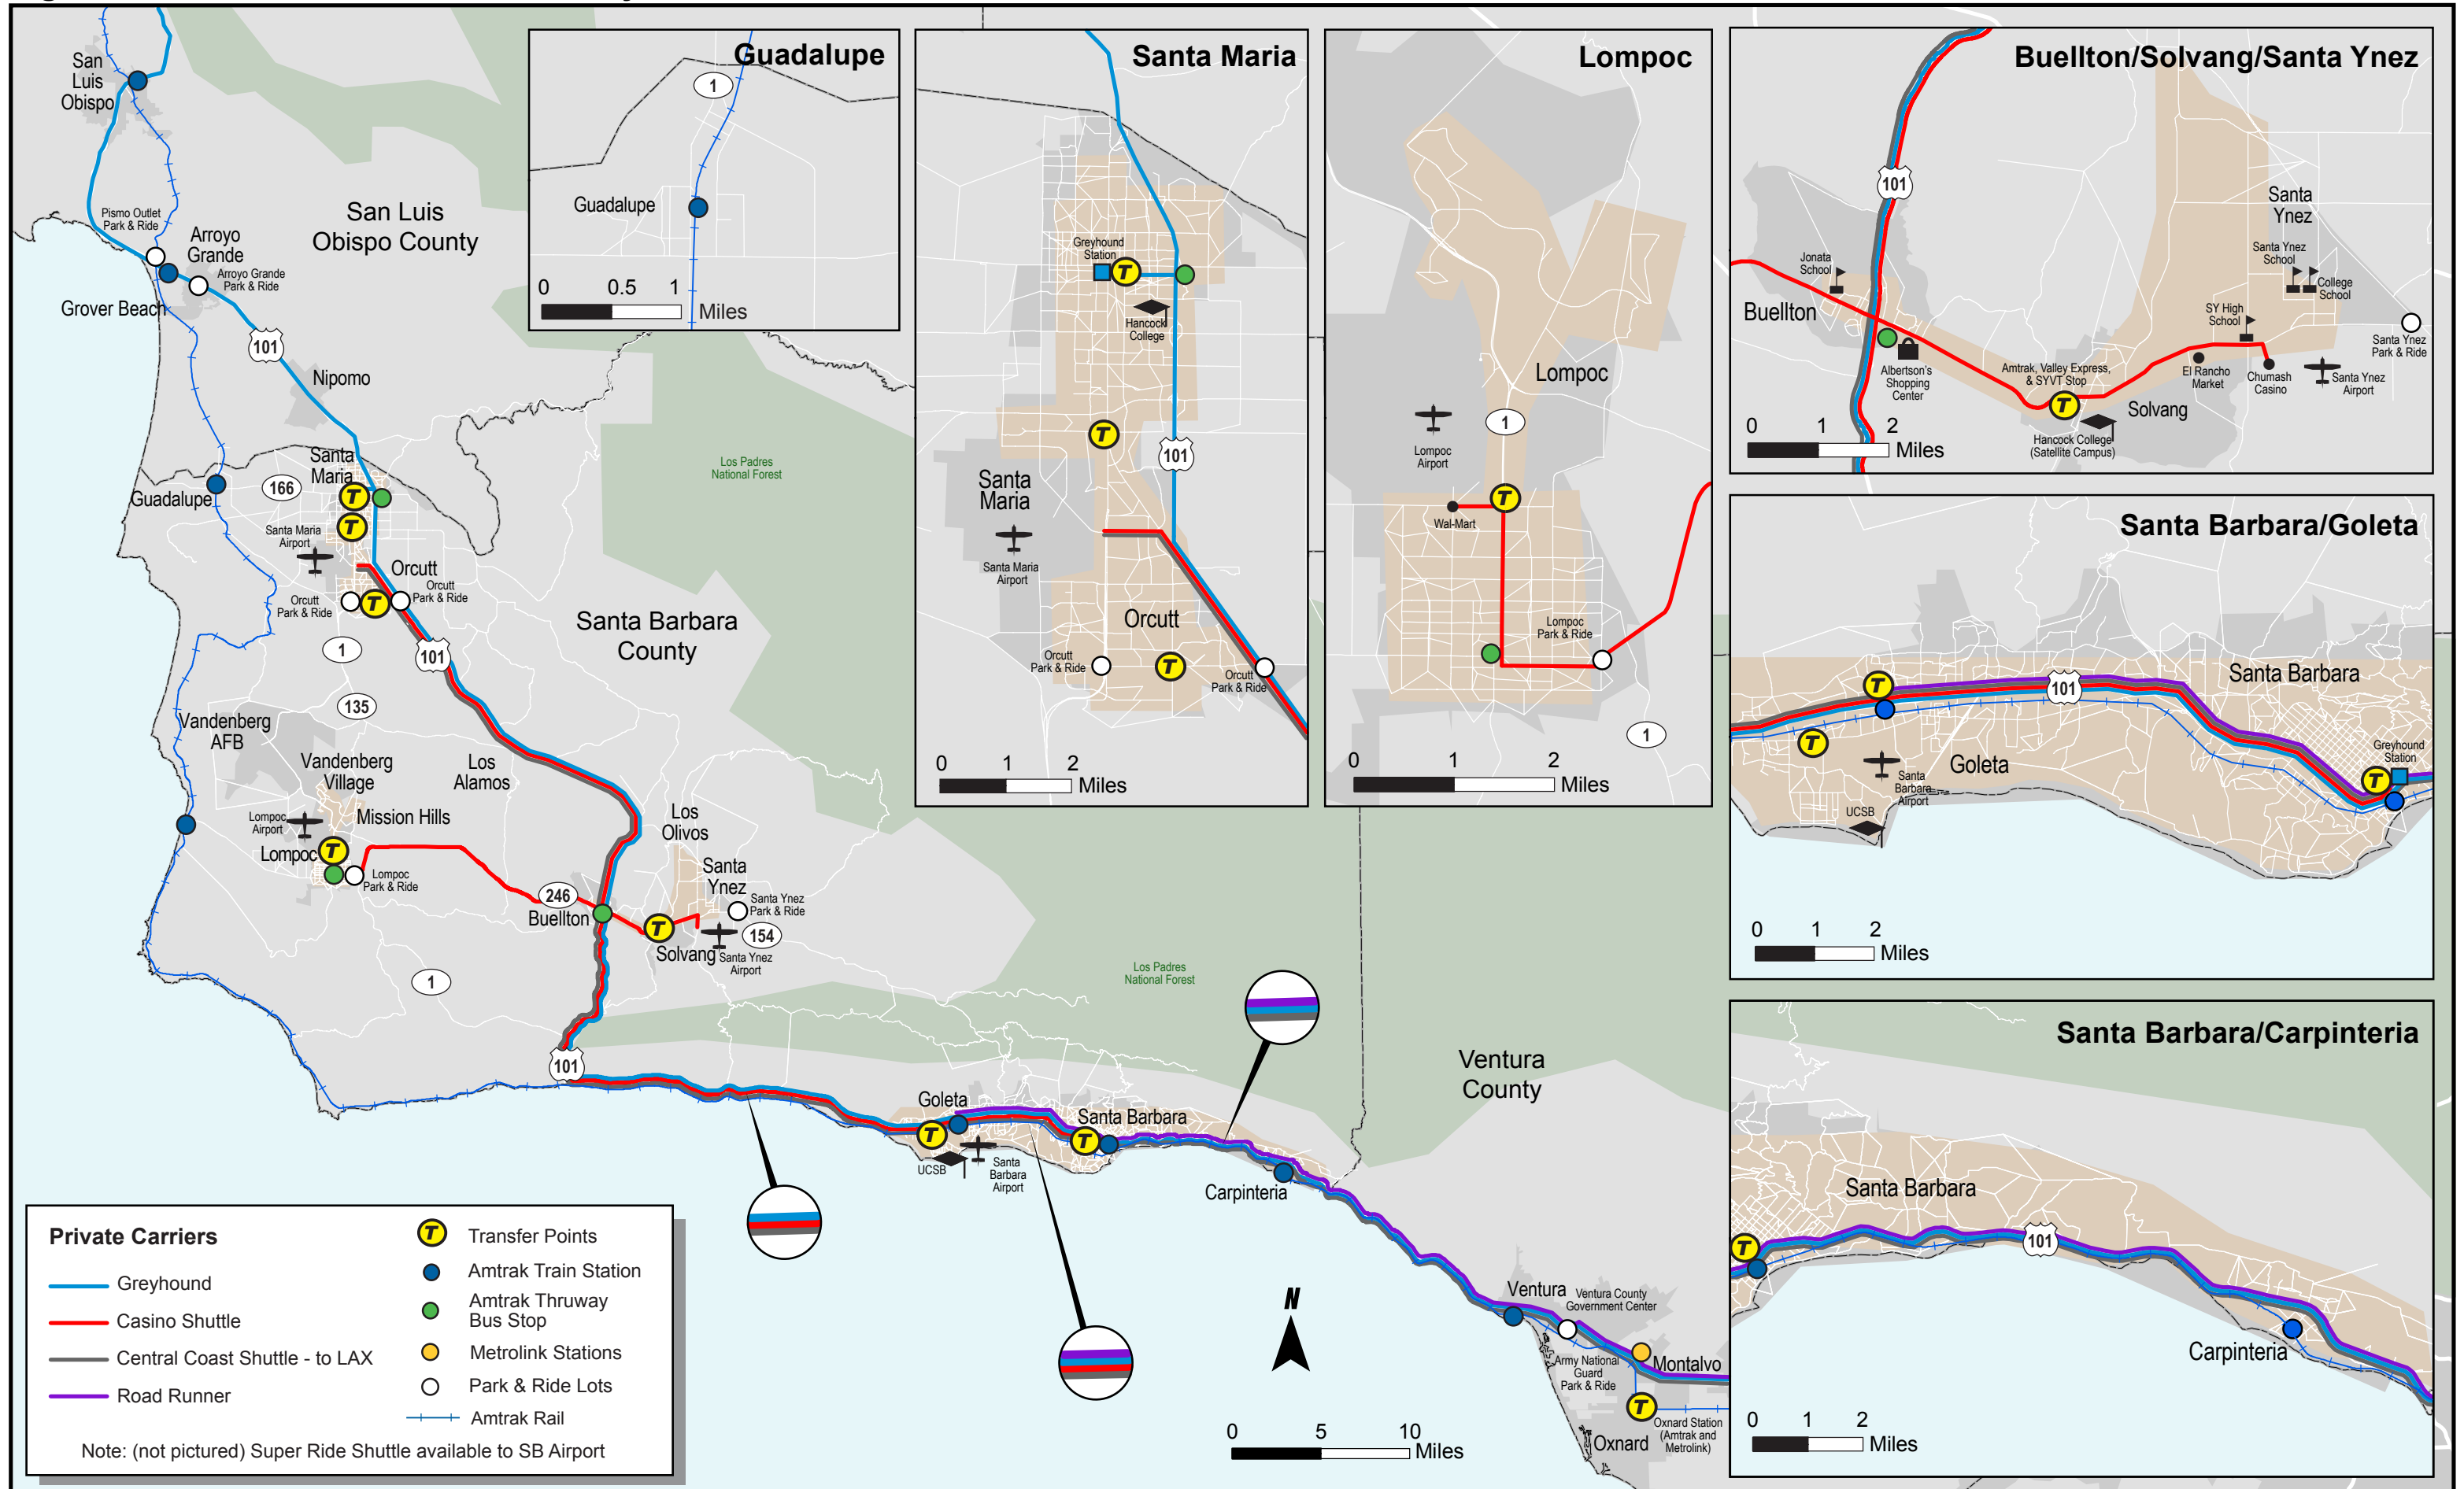 San
Luis
Obispo
Pismo Outlet
Park & Ride
Arroyo
Grande
Arroyo Grande
Park & Ride
Grover Beach
San Luis
Obispo County
101
Nipomo
Santa
Maria
166
Guadalupe
Santa Maria
Airport
Orcutt
Orcutt
Park & Ride
Orcutt
Park & Ride
1
101
135
Santa Barbara
County
Los Padres
National Forest
Vandenberg
AFB
Vandenberg
Village
Los
Alamos
Mission Hills
Lompoc
Airport
Lompoc
Lompoc
Park & Ride
Los
Olivos
Santa
Ynez
Santa Ynez
Park & Ride
246
Buellton
Solvang
154
Santa Ynez
Airport
1
101
Los Padres
National Forest
Goleta
UCSB
Santa
Barbara
Airport
Santa Barbara
Carpinteria
Ventura
County
Ventura
Ventura County
Government Center
Army National
Guard
Park & Ride
Montalvo
Oxnard Station
(Amtrak and
Metrolink)
Oxnard
T
T
T
T
T
T
T
T
N
0 5 10
Miles
Guadalupe
1
Guadalupe
0 0.5 1
Miles
Santa Maria
Greyhound
Station
T
Hancock
College
T
101
Santa
Maria
Santa Maria
Airport
Orcutt
Orcutt
Park & Ride
T
Orcutt
Park & Ride
0 1 2
Miles
Lompoc
Lompoc
1
Lompoc
Airport
T
Wal-Mart
Lompoc
Park & Ride
1
0 1 2
Miles
Buellton/Solvang/Santa Ynez
101
Santa
Ynez
Jonata
School
Santa Ynez
School
College
School
Buellton
SY High
School
Santa Ynez
Park & Ride
Albertson's
Shopping
Center
Amtrak, Valley Express,
& SYVT Stop
El Rancho
Market
Chumash
Casino
Santa Ynez
Airport
T
Solvang
Hancock College
(Satellite Campus)
0 1 2
Miles
Santa Barbara/Goleta
Santa Barbara
101
T
T
Goleta
Santa
Barbara
Airport
UCSB
Greyhound
Station
T
0 1 2
Miles
Santa Barbara/Carpinteria
Santa Barbara
T
101
Carpinteria
0 1 2
Miles
Private Carriers
Greyhound
Casino Shuttle
Central Coast Shuttle - to LAX
Road Runner
T Transfer Points
Amtrak Train Station
Amtrak Thruway
Bus Stop
Metrolink Stations
Park & Ride Lots
Amtrak Rail
Note: (not pictured) Super Ride Shuttle available to SB Airport